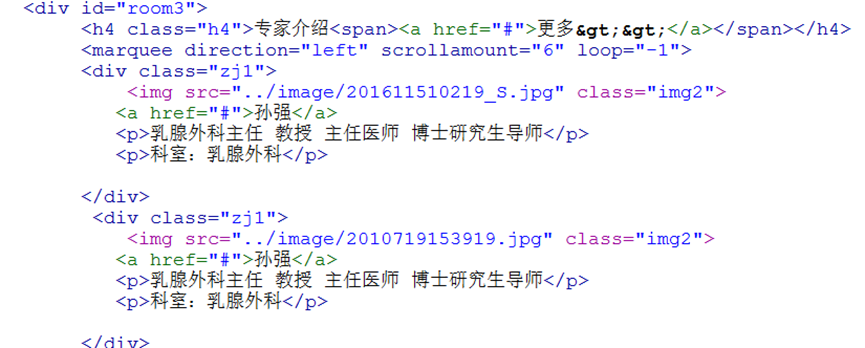 <div id="room3">
<h4 class="h4">专家介绍<span><a href="#">更多&gt;&gt;</a></span></h4>
<marquee direction="left" scrollamount="6" loop="-1">
<div class="zj1">
<img src="../image/201611510219_S.jpg" class="img2">
<a href="#">孙强</a>
<p>乳腺外科主任 教授 主任医师 博士研究生导师</p>
<p>科室：乳腺外科</p>
</div>
<div class="zj1">
<img src="../image/2010719153919.jpg" class="img2">
<a href="#">孙强</a>
<p>乳腺外科主任 教授 主任医师 博士研究生导师</p>
<p>科室：乳腺外科</p>
</div>